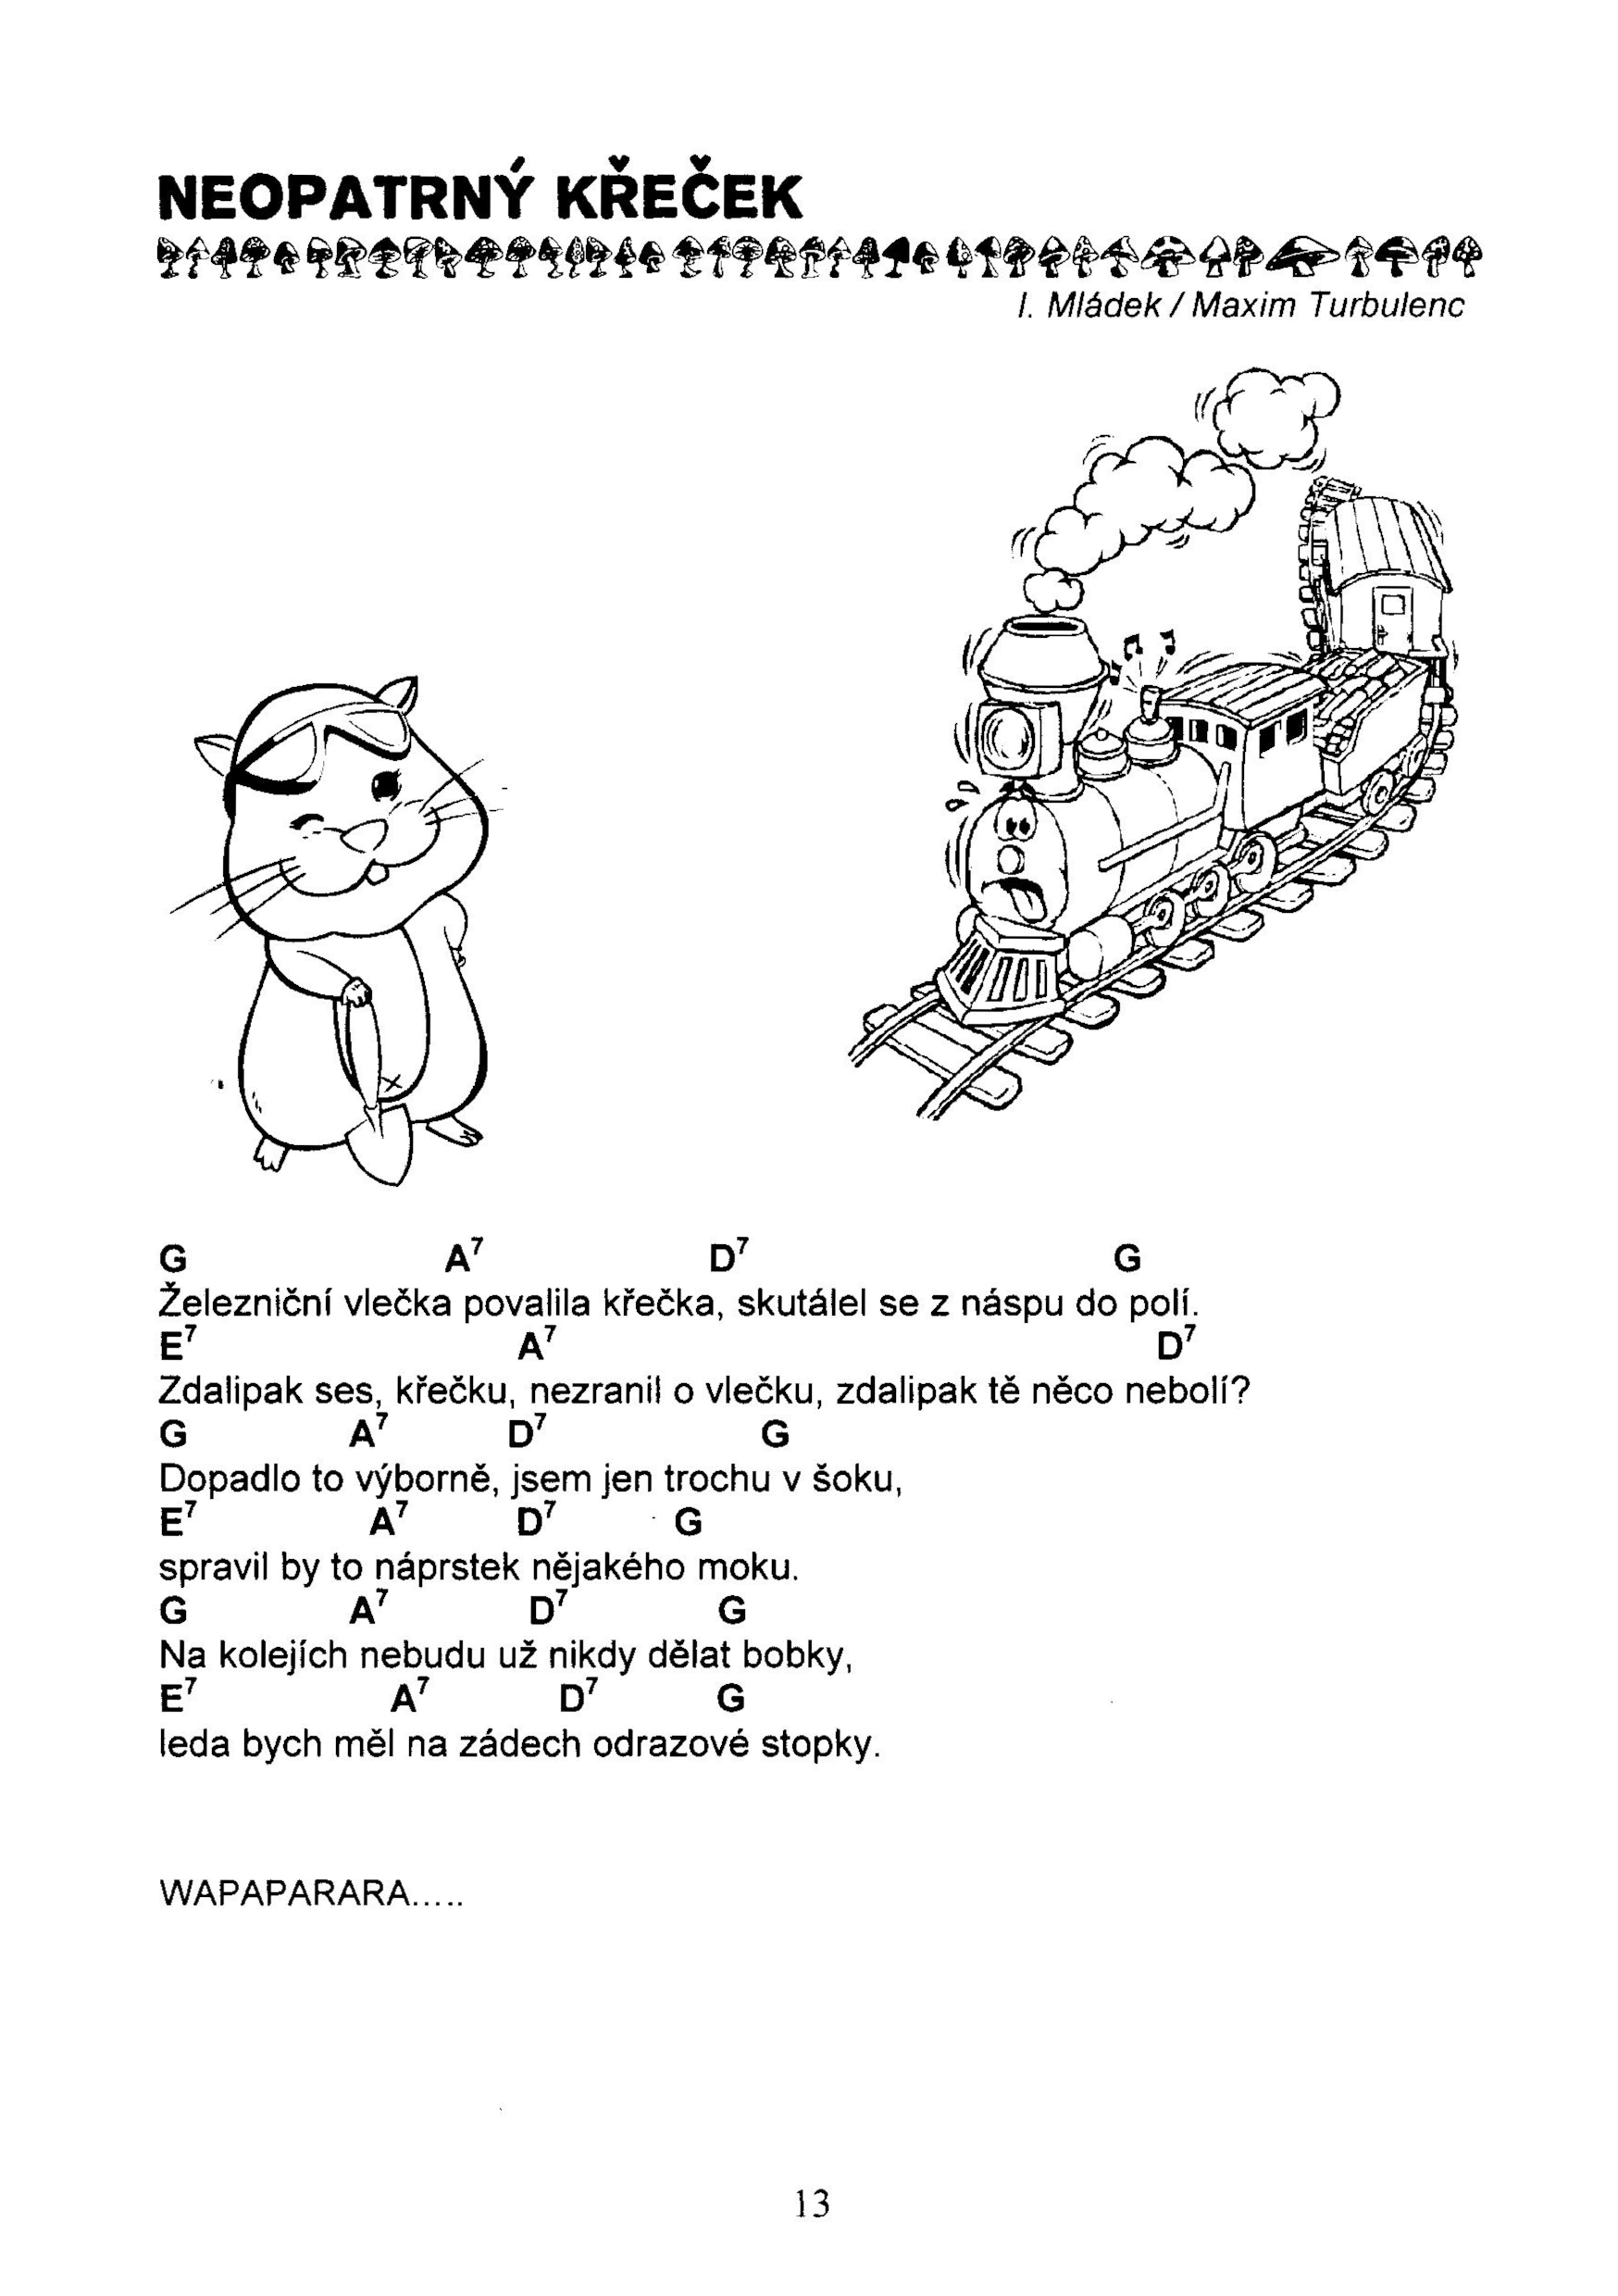 NEOPATRNÝ KŘEČEK
I. Mládek / Maxim Turbulenc
G A7 D7 G
Železniční vlečka povalila křečka, skutálel se z náspu do polí.
E7 A7 D7
Zdalipak ses, křečku, nezranil o vlečku, zdalipak tě něco nebolí?
G A7 D7 G
Dopadlo to výborně, jsem jen trochu v šoku,
E7 A7 D7 G
spravil by to náprstek nějakého moku.
G A7 D7 G
Na kolejích nebudu už nikdy dělat bobky,
E7 A7 D7 G
leda bych měl na zádech odrazové stopky.
WAPAPARARA.....
13